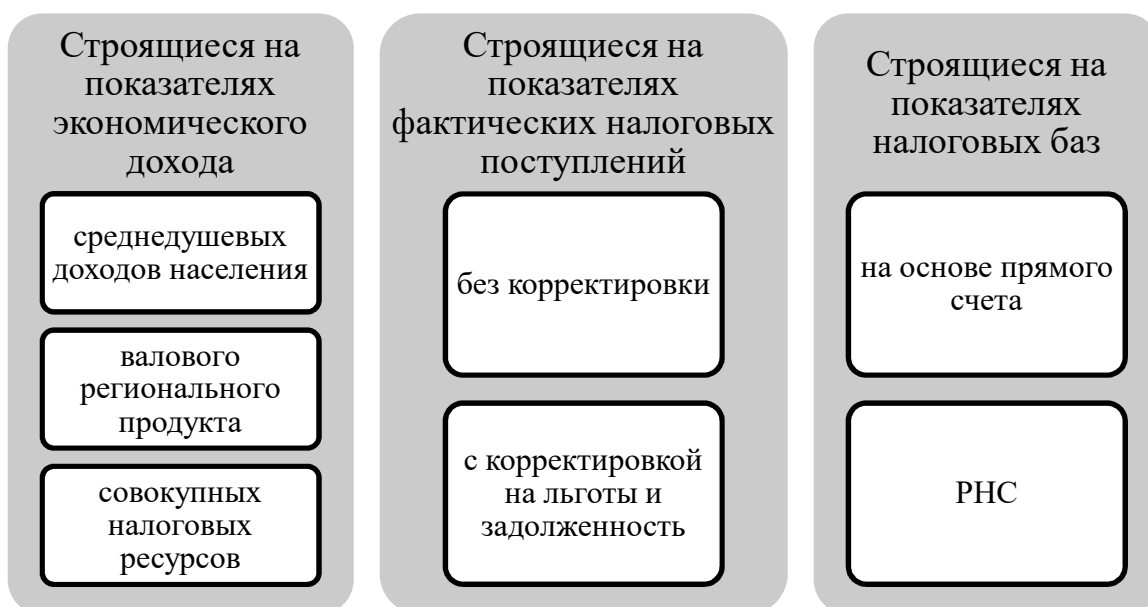 Строящиеся на
показателях
экономического
дохода
среднедушевых
доходов населения
валового
регионального
продукта
совокупных
налоговых
ресурсов
Строящиеся на
показателях
фактических налоговых
поступлений
без корректировки
с корректировкой
на льготы и
задолженность
Строящиеся на
показателях
налоговых баз
на основе прямого
счета
РНС